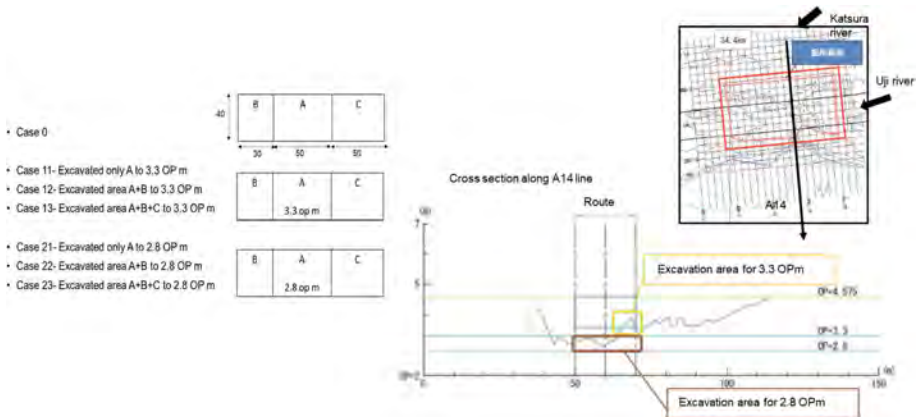 Katsura
river
34.4km
Uji river
A14
B
A
C
40
30
50
50
• Case 0
• Case 11- Excavated only A to 3.3 OP m
• Case 12- Excavated area A+B to 3.3 OP m
• Case 13- Excavated area A+B+C to 3.3 OP m
B
A
C
3.3 op m
• Case 21- Excavated only A to 2.8 OP m
• Case 22- Excavated area A+B to 2.8 OP m
• Case 23- Excavated area A+B+C to 2.8 OP m
B
A
C
2.8 op m
Cross section along A14 line
Route
7
5
Excavation area for 3.3 OPm
OP=4.575
OP=3.3
OP=2.8
0
50
100
150
Excavation area for 2.8 OPm